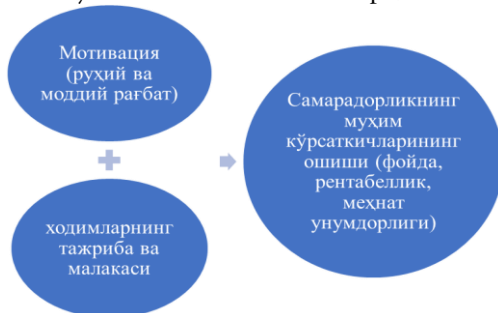 Мотивация
(руҳий ва
моддий рағбат)
ходимларнинг
тажриба ва
малакаси
Самарадорликнинг
муҳим
кўрсаткичларининг
ошиши (фойда,
рентабеллик,
меҳнат
унумдорлиги)